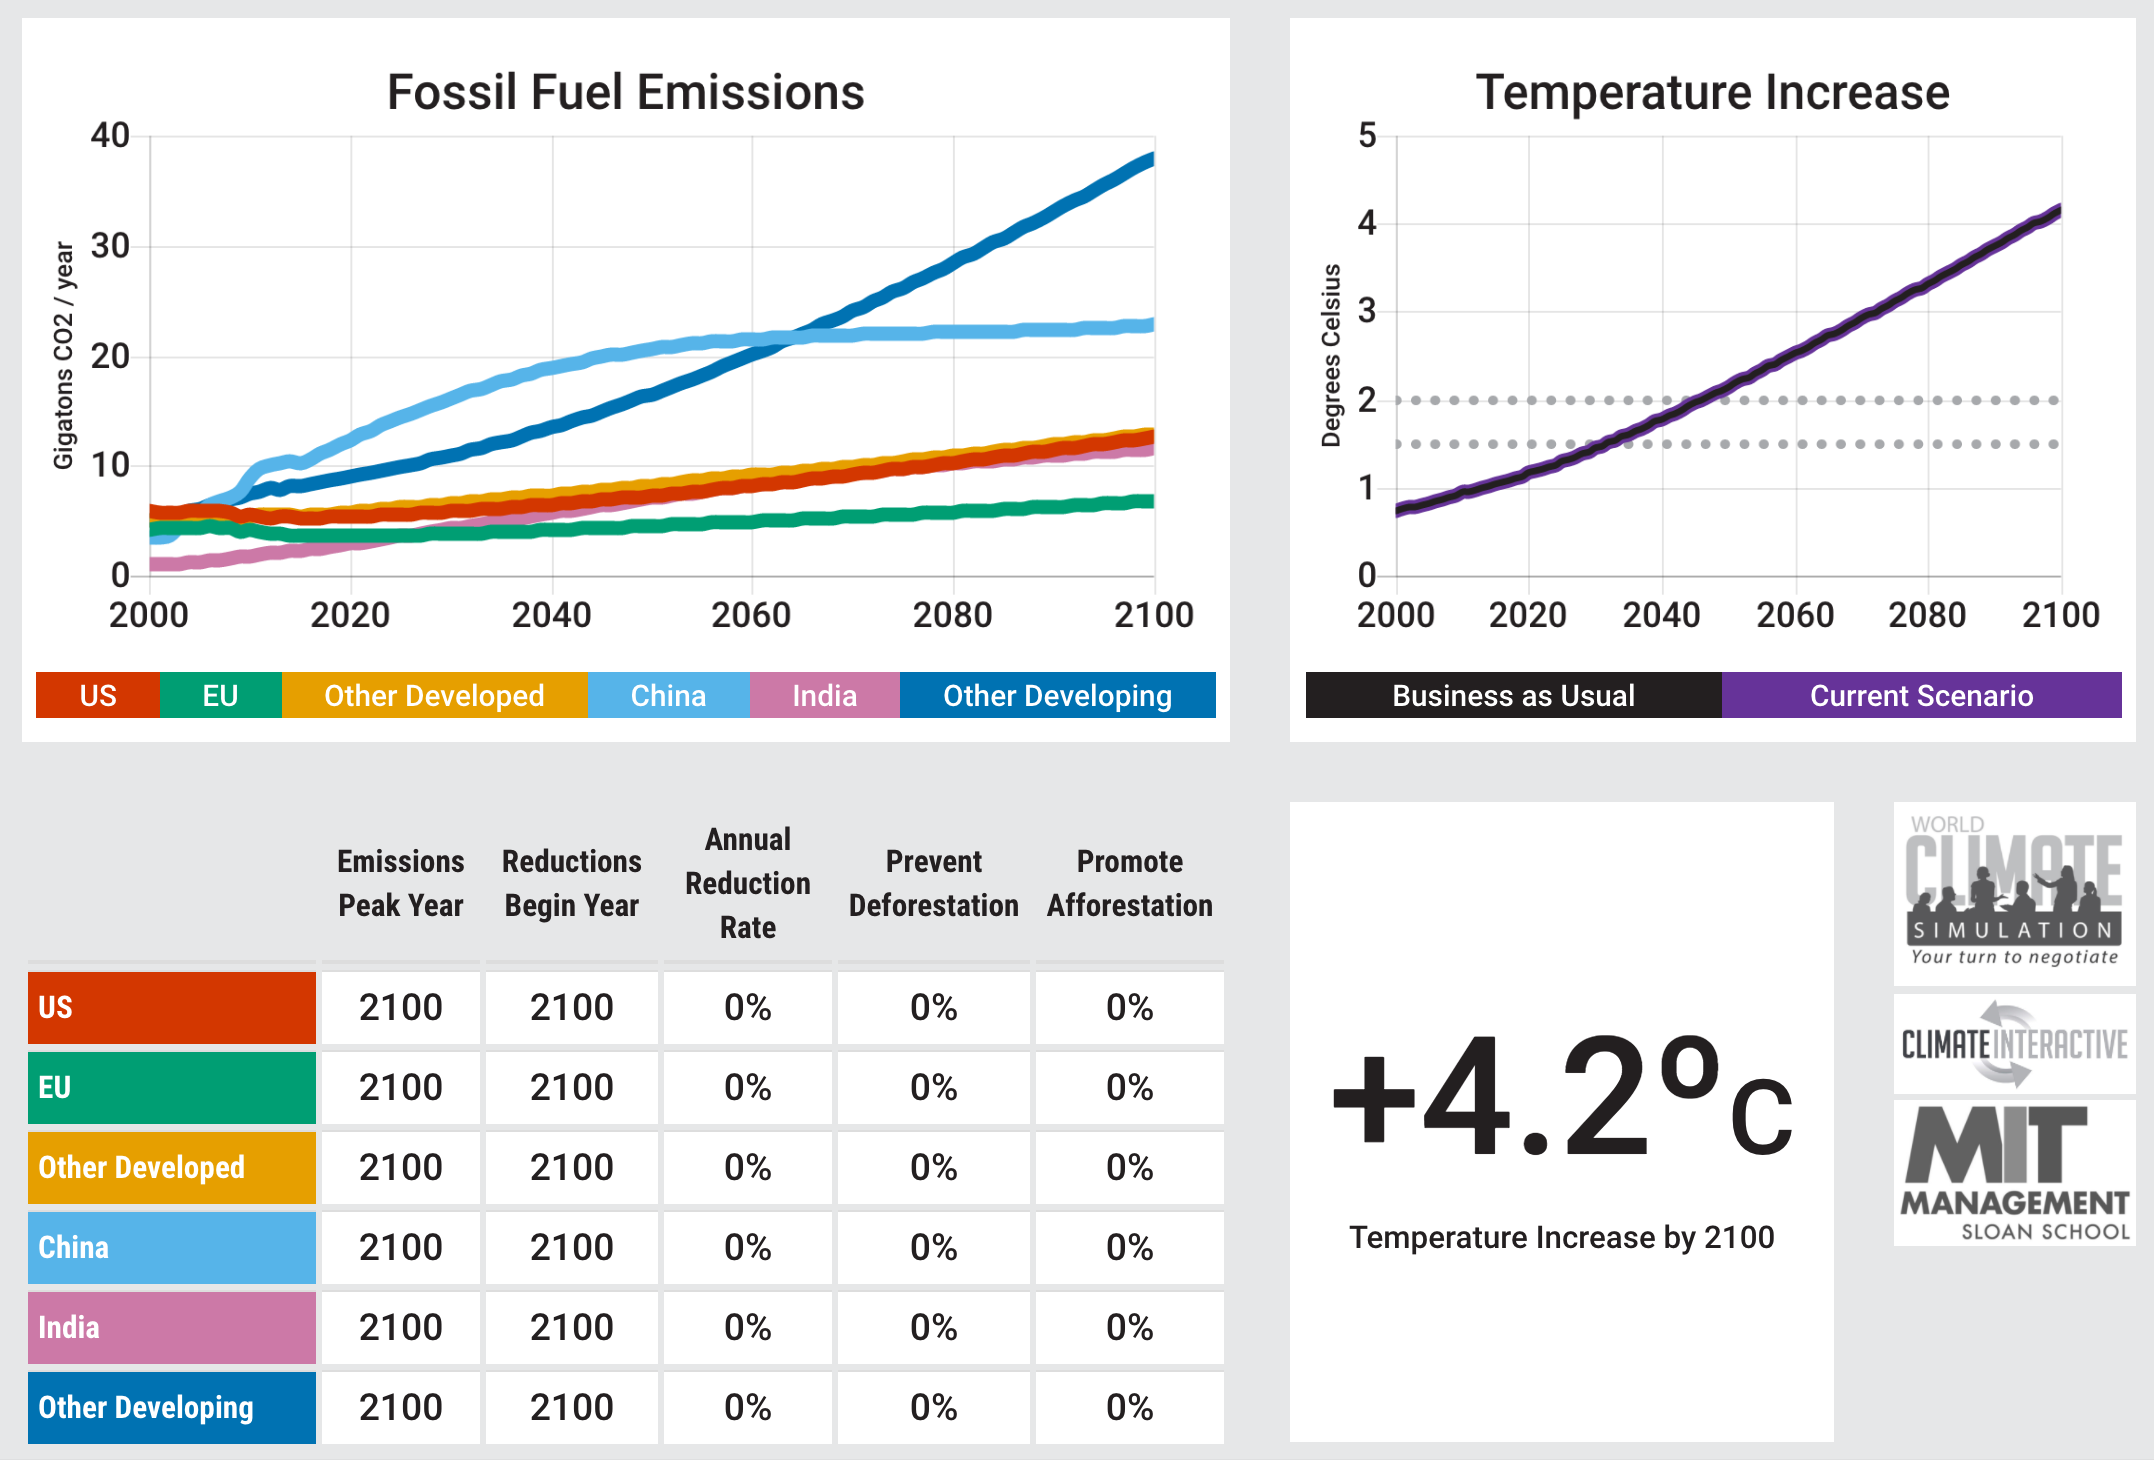 Fossil Fuel Emissions
Gigatons CO2 / year
40
30
20
10
0
2000 2020 2040 2060 2080 2100
US EU Other Developed China India Other Developing
Temperature Increase
Degrees Celsius
5
4
3
2
1
0
2000 2020 2040 2060 2080 2100
Business as Usual Current Scenario
Emissions Peak Year
Reductions Begin Year
Annual Reduction Rate
Prevent Deforestation
Promote Afforestation
US 2100 2100 0% 0% 0%
EU 2100 2100 0% 0% 0%
Other Developed 2100 2100 0% 0% 0%
China 2100 2100 0% 0% 0%
India 2100 2100 0% 0% 0%
Other Developing 2100 2100 0% 0% 0%
+4.2°C
Temperature Increase by 2100
WORLD
CLIMATE
SIMULATION
Your turn to negotiate
CLIMATE INTERACTIVE
MIT
MANAGEMENT
SLOAN SCHOOL